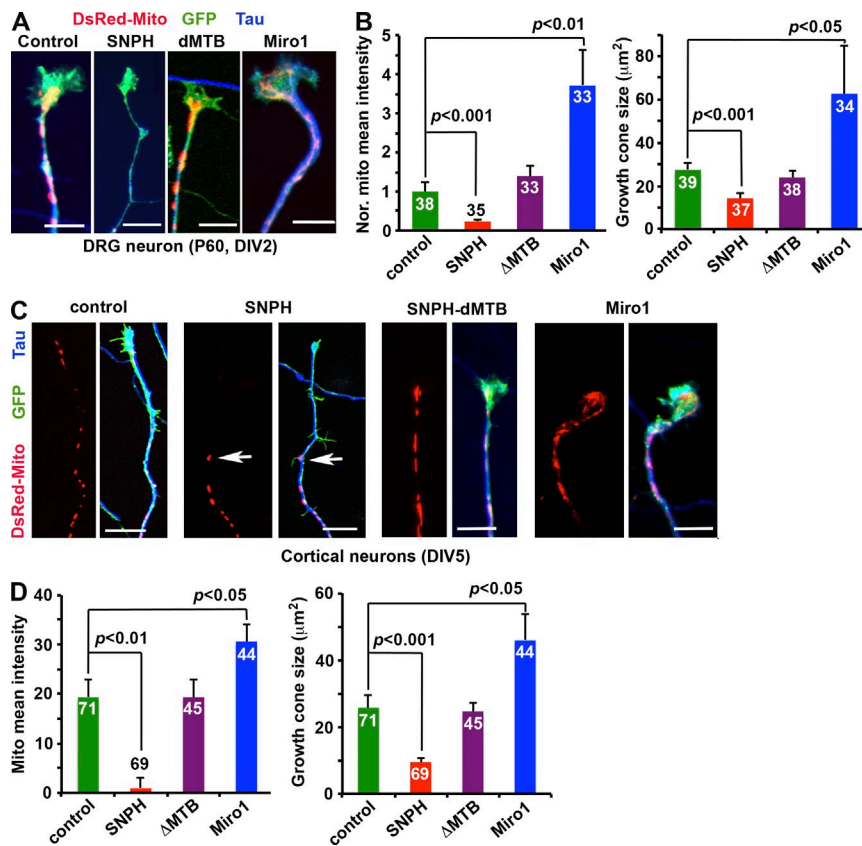 A
DsRed-Mito GFP Tau
Control SNPH dMTB Miro1
DRG neuron (P60, DIV2)
B
Nor. mito mean intensity
5
4
3
2
1
0
p<0.01
p<0.001
38
35
33
33
control
SNPH
ΔMTB
Miro1
Growth cone size (μm²)
100
80
60
40
20
0
p<0.05
p<0.001
39
37
38
34
control
SNPH
ΔMTB
Miro1
C
control SNPH SNPH-dMTB Miro1
DsRed-Mito GFP Tau
Cortical neurons (DIV5)
D
Mito mean intensity
40
30
20
10
0
p<0.05
p<0.01
71
69
45
44
control
SNPH
ΔMTB
Miro1
Growth cone size (μm²)
60
40
20
0
p<0.05
p<0.001
71
69
45
44
control
SNPH
ΔMTB
Miro1